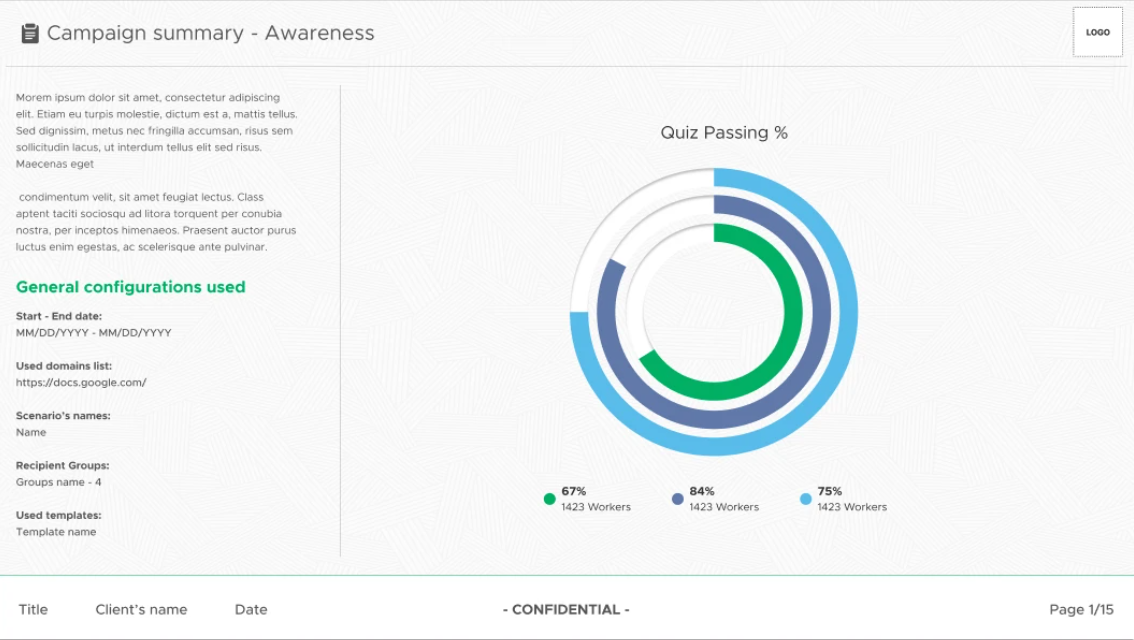 Campaign summary - Awareness
LOGO
Morem ipsum dolor sit amet, consectetur adipiscing
elit. Etiam eu turpis molestie, dictum est a, mattis tellus.
Sed dignissim, metus nec fringilla accumsan, risus sem
sollicitudin lacus, ut interdum tellus elit sed risus.
Maecenas eget
condimentum velit, sit amet feugiat lectus. Class
aptent taciti sociosqu ad litora torquent per conubia
nostra, per inceptos himenaeos. Praesent auctor purus
luctus enim egestas, ac scelerisque ante pulvinar.
General configurations used
Start - End date:
MM/DD/YYYY - MM/DD/YYYY
Used domains list:
https://docs.google.com/
Scenario's names:
Name
Recipient Groups:
Groups name - 4
Used templates:
Template name
Quiz Passing %
67%
1423 Workers
84%
1423 Workers
75%
1423 Workers
Title
Client's name
Date
- CONFIDENTIAL -
Page 1/15